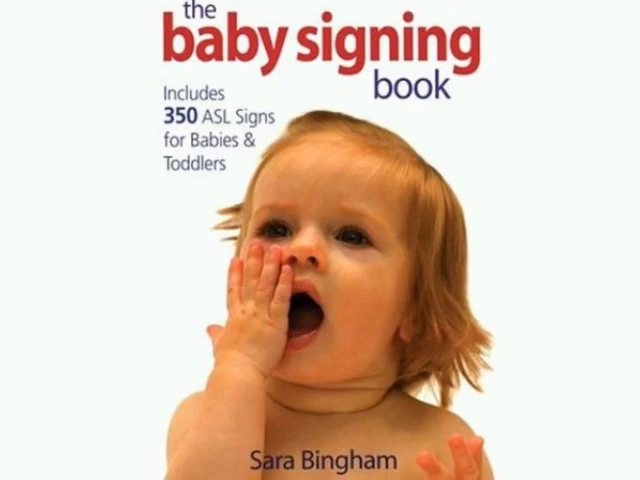 the
baby signing
book
Includes
350 ASL Signs
for Babies &
Toddlers
Sara Bingham